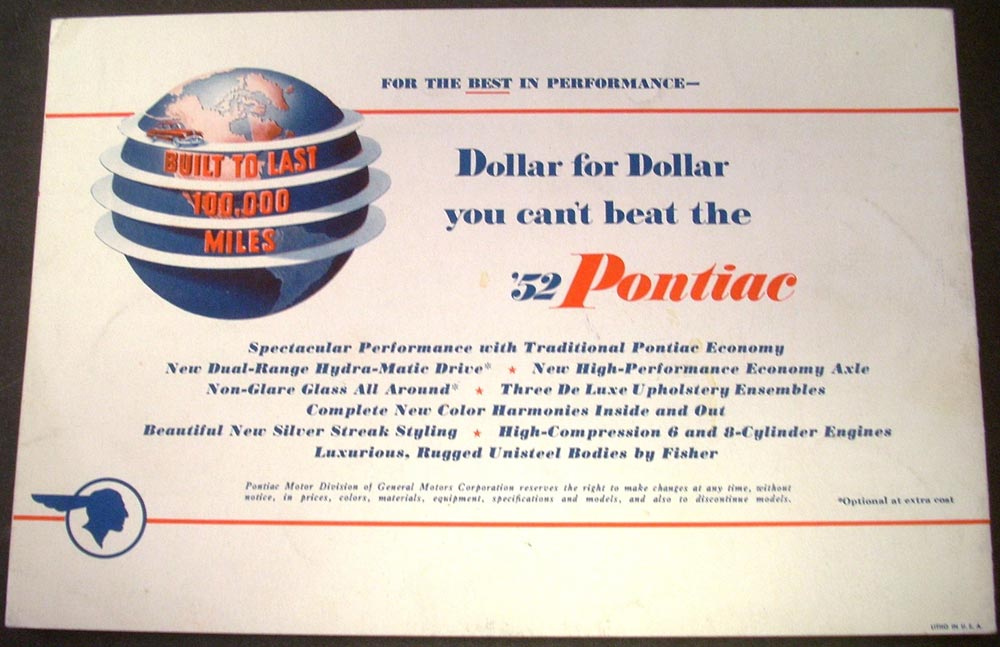 FOR THE BEST IN PERFORMANCE—
BUILT TO LAST
100,000
MILES
Dollar for Dollar
you can't beat the
'52 Pontiac
Spectacular Performance with Traditional Pontiac Economy
New Dual-Range Hydra-Matic Drive* ★ New High-Performance Economy Axle
Non-Glare Glass All Around* ★ Three De Luxe Upholstery Ensembles
Complete New Color Harmonies Inside and Out
Beautiful New Silver Streak Styling ★ High-Compression 6 and 8-Cylinder Engines
Luxurious, Rugged Unisteel Bodies by Fisher
Pontiac Motor Division of General Motors Corporation reserves the right to make changes at any time, without
notice, in prices, colors, materials, equipment, specifications and models, and also to discontinue models.
*Optional at extra cost
LITHO IN U. S. A.